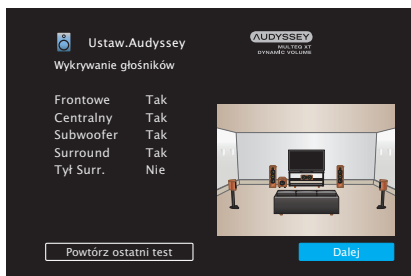 Ustaw.Audyssey
AUDYSSEY
MULTEQ XT
DYNAMIC VOLUME
Wykrywanie głośników
Frontowe Tak
Centralny Tak
Subwoofer Tak
Surround Tak
Tył Surr. Nie
Powtórz ostatni test
Dalej